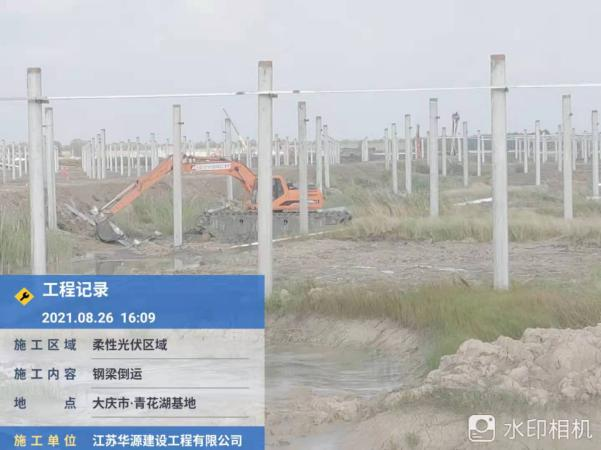 工程记录
2021.08.26 16:09
施工区域 柔性光伏区域
施工内容 钢梁倒运
地 点 大庆市·青花湖基地
施工单位 江苏华源建设工程有限公司
水印相机